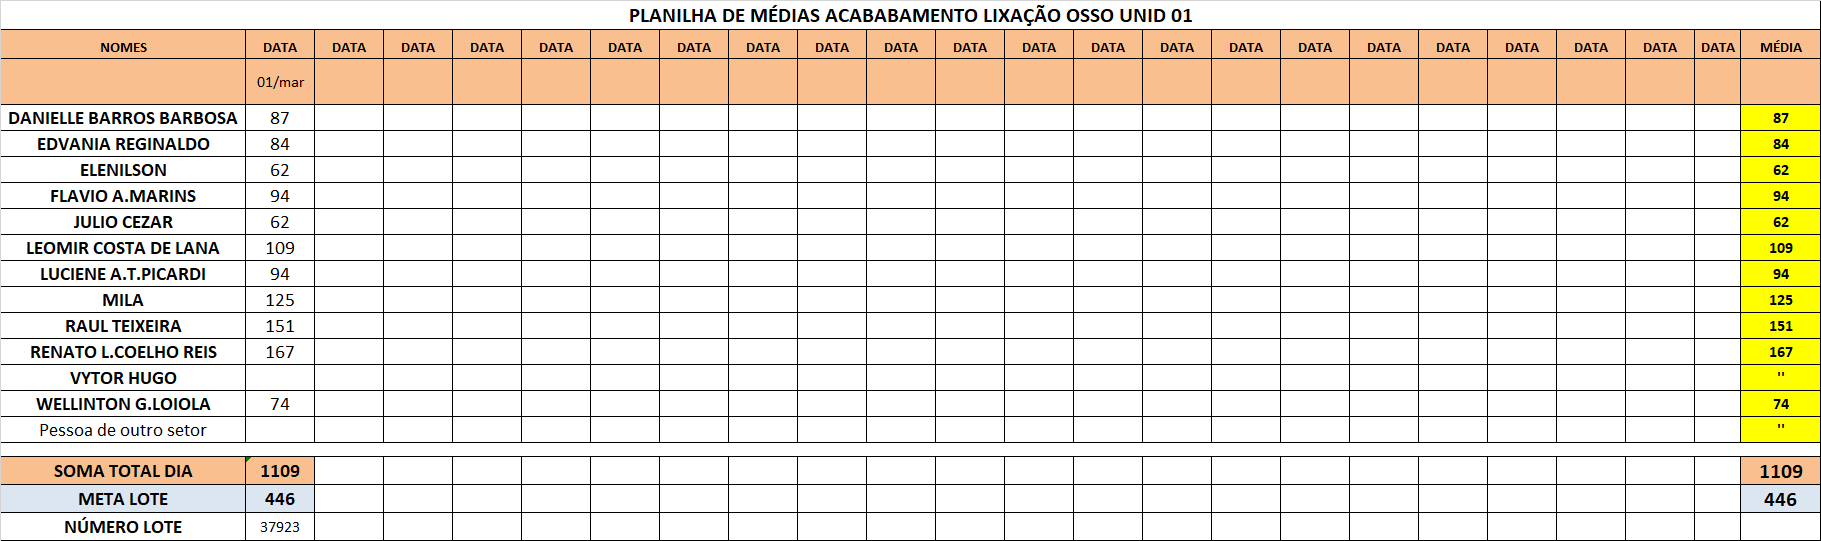 PLANILHA DE MÉDIAS ACABABAMENTO LIXAÇÃO OSSO UNID 01
NOMES DATA DATA DATA DATA DATA DATA DATA DATA DATA DATA DATA DATA DATA DATA DATA DATA DATA DATA DATA DATA DATA MÉDIA
01/mar
DANIELLE BARROS BARBOSA 87 87
EDVANIA REGINALDO 84 84
ELENILSON 62 62
FLAVIO A.MARINS 94 94
JULIO CEZAR 62 62
LEOMIR COSTA DE LANA 109 109
LUCIENE A.T.PICARDI 94 94
MILA 125 125
RAUL TEIXEIRA 151 151
RENATO L.COELHO REIS 167 167
VYTOR HUGO ''
WELLINTON G.LOIOLA 74 74
Pessoa de outro setor ''
SOMA TOTAL DIA 1109 1109
META LOTE 446 446
NÚMERO LOTE 37923